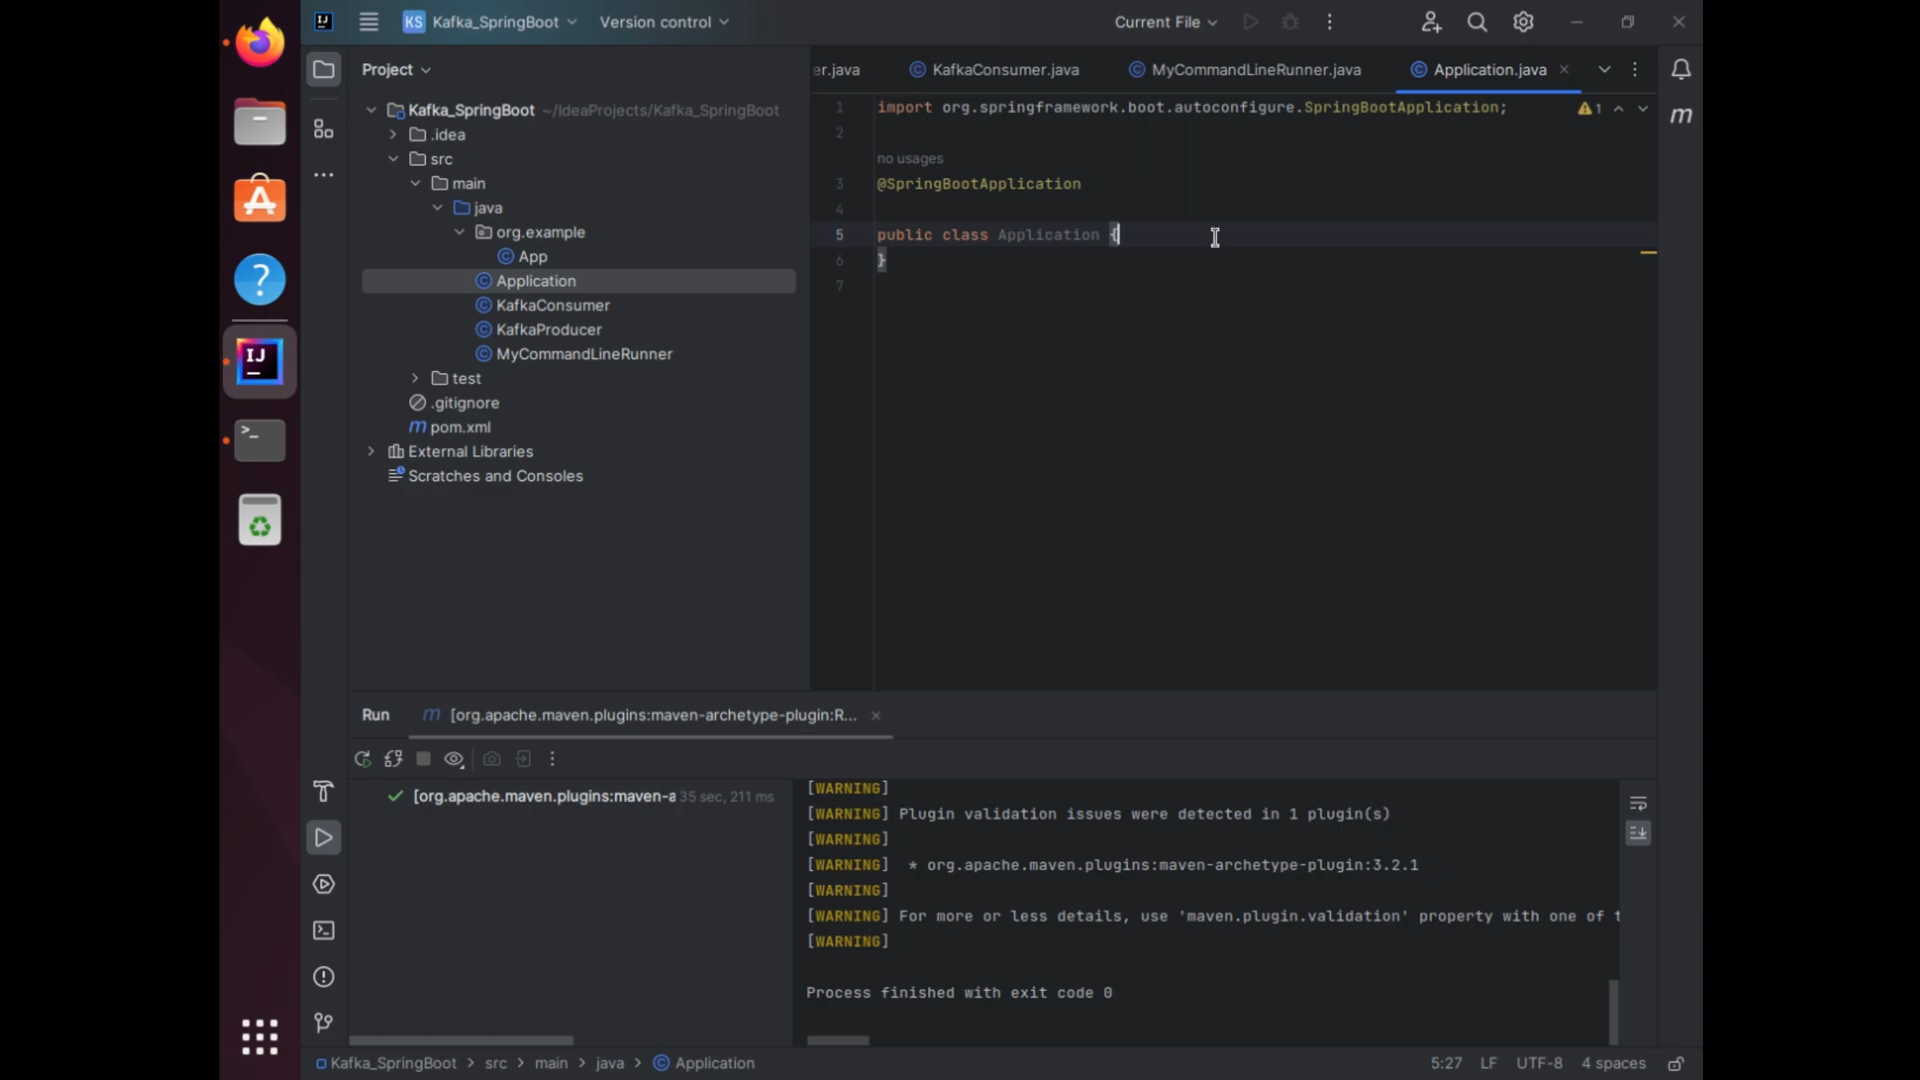 KS Kafka_SpringBoot
Version control
Current File
Project
er.java
KafkaConsumer.java
MyCommandLineRunner.java
Application.java
Kafka_SpringBoot ~/IdeaProjects/Kafka_SpringBoot
.idea
src
main
java
org.example
App
Application
KafkaConsumer
KafkaProducer
MyCommandLineRunner
test
.gitignore
pom.xml
External Libraries
Scratches and Consoles
1 import org.springframework.boot.autoconfigure.SpringBootApplication;
1
2
no usages
3 @SpringBootApplication
4
5 public class Application {
6 }
7
Run
[org.apache.maven.plugins:maven-archetype-plugin:R...
[org.apache.maven.plugins:maven-a 35 sec, 211 ms
[WARNING]
[WARNING] Plugin validation issues were detected in 1 plugin(s)
[WARNING]
[WARNING] * org.apache.maven.plugins:maven-archetype-plugin:3.2.1
[WARNING]
[WARNING] For more or less details, use 'maven.plugin.validation' property with one of t
[WARNING]
Process finished with exit code 0
Kafka_SpringBoot > src > main > java > Application
5:27 LF UTF-8 4 spaces